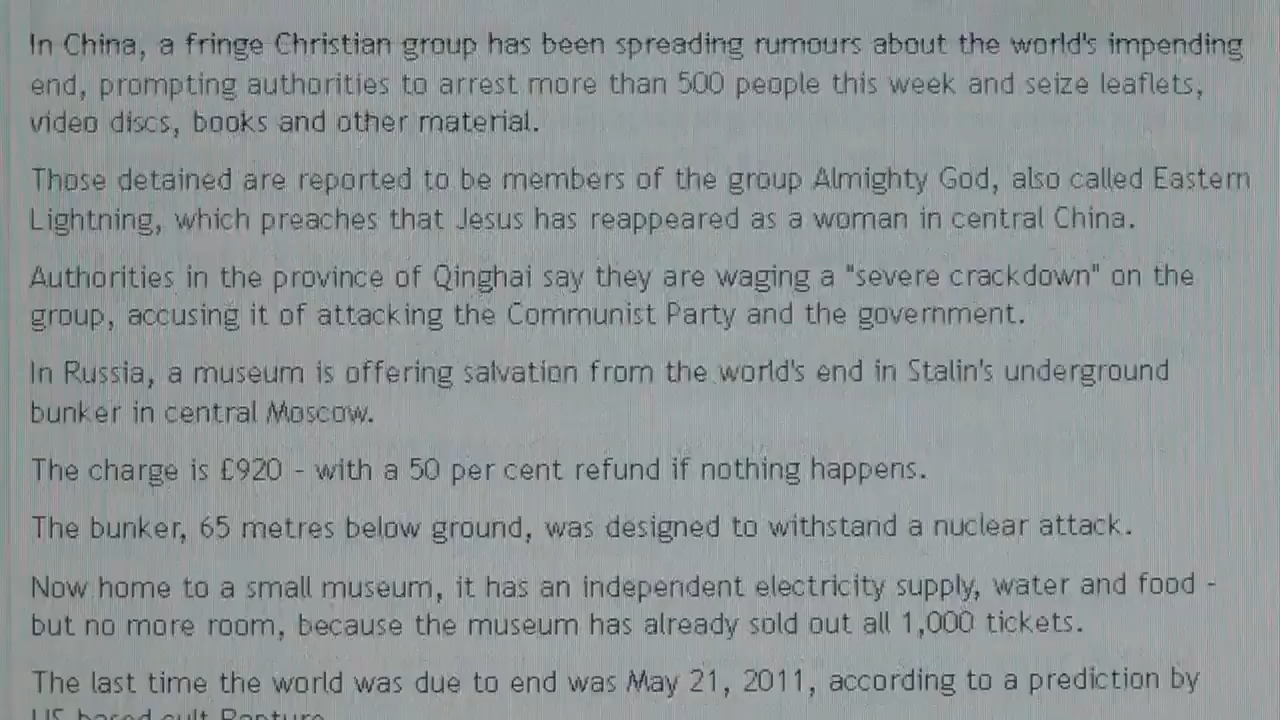 In China, a fringe Christian group has been spreading rumours about the world's impending
end, prompting authorities to arrest more than 500 people this week and seize leaflets,
video discs, books and other material.
Those detained are reported to be members of the group Almighty God, also called Eastern
Lightning, which preaches that Jesus has reappeared as a woman in central China.
Authorities in the province of Qinghai say they are waging a "severe crackdown" on the
group, accusing it of attacking the Communist Party and the government.
In Russia, a museum is offering salvation from the world's end in Stalin's underground
bunker in central Moscow.
The charge is £920 - with a 50 per cent refund if nothing happens.
The bunker, 65 metres below ground, was designed to withstand a nuclear attack.
Now home to a small museum, it has an independent electricity supply, water and food -
but no more room, because the museum has already sold out all 1,000 tickets.
The last time the world was due to end was May 21, 2011, according to a prediction by
US based cult Rapture